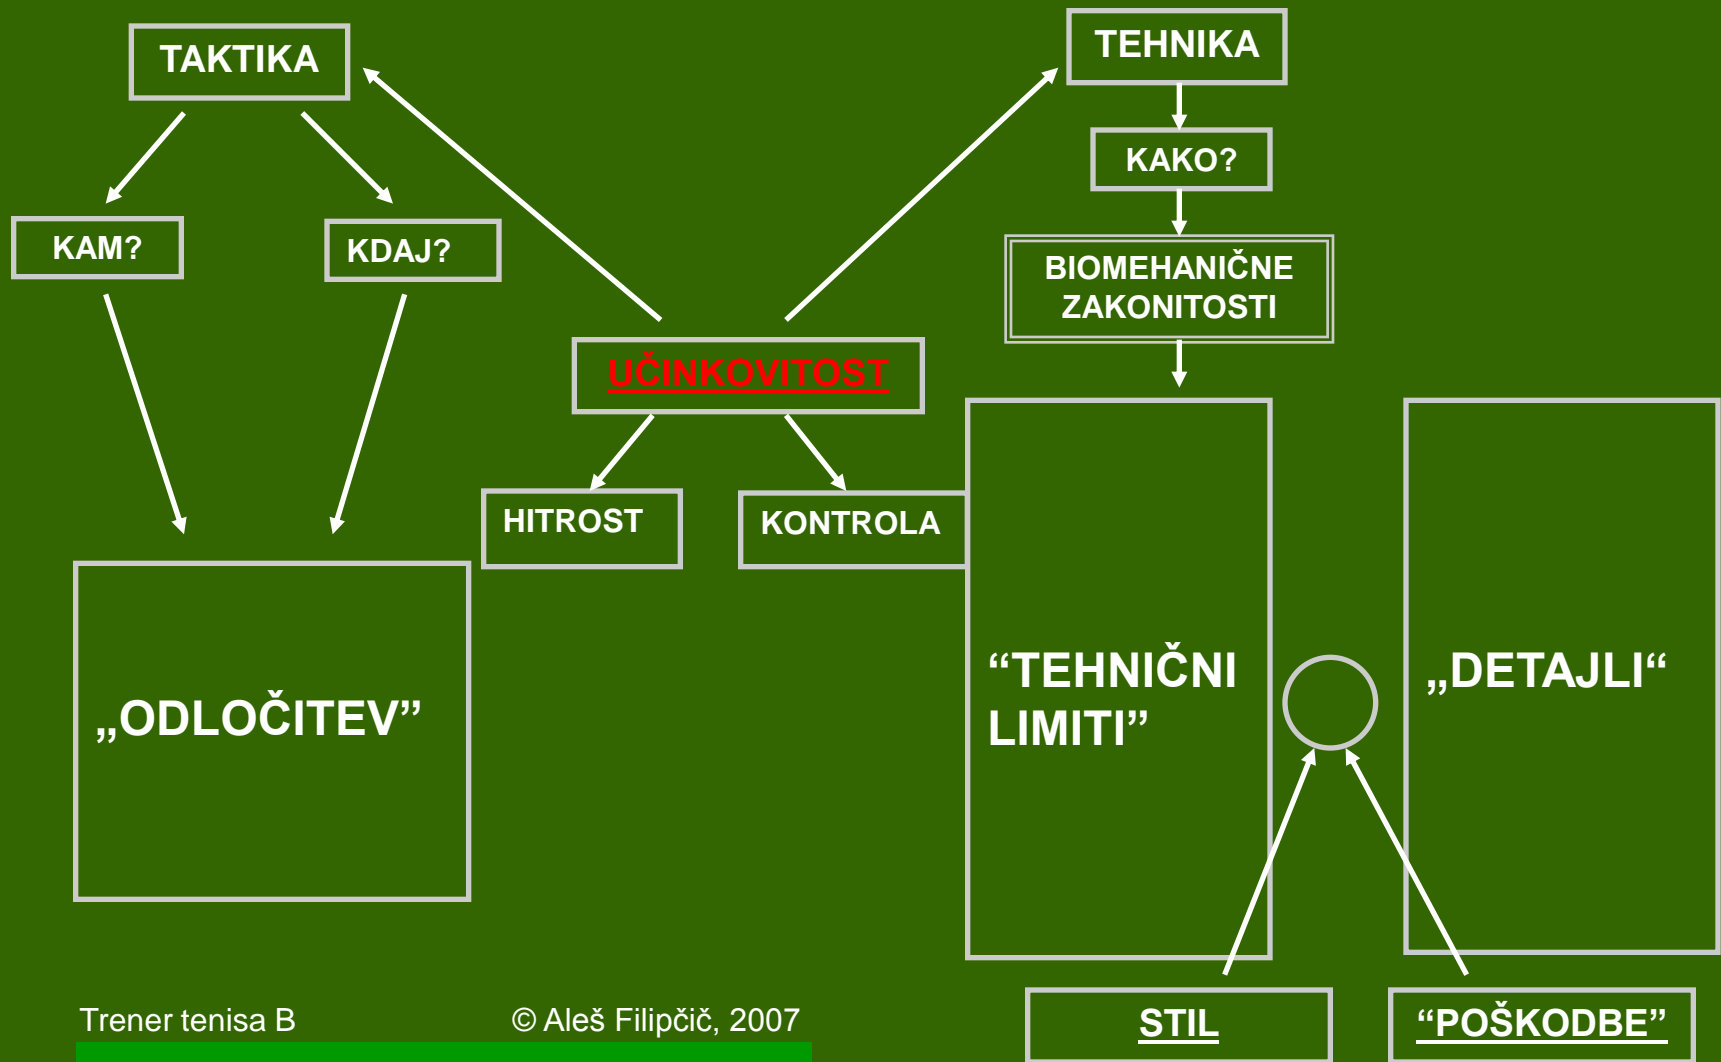 TAKTIKA
TEHNIKA
KAKO?
KAM?
KDAJ?
BIOMEHANIČNE
ZAKONITOSTI
UČINKOVITOST
HITROST
KONTROLA
„ODLOČITEV”
“TEHNIČNI
LIMITI”
„DETAJLI“
STIL
“POŠKODBE”
Trener tenisa B
© Aleš Filipčič, 2007